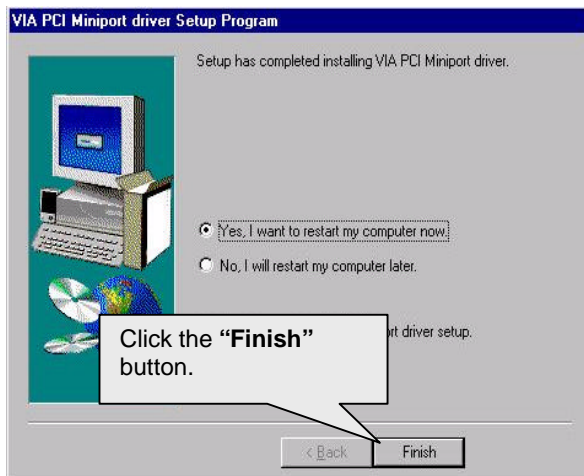 VIA PCI Miniport driver Setup Program
Setup has completed installing VIA PCI Miniport driver.
Yes, I want to restart my computer now.
No, I will restart my computer later.
driver setup.
Click the “Finish”
button.
< Back
Finish